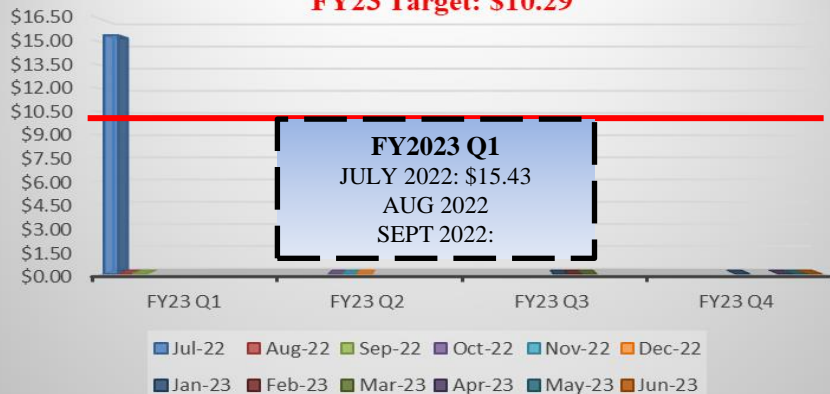 FY23 Target: $10.29
$16.50
$15.00
$13.50
$12.00
$10.50
$9.00
$7.50
$6.00
$4.50
$3.00
$1.50
$0.00
FY2023 Q1
JULY 2022: $15.43
AUG 2022
SEPT 2022:
FY23 Q1 FY23 Q2 FY23 Q3 FY23 Q4
Jul-22 Aug-22 Sep-22 Oct-22 Nov-22 Dec-22
Jan-23 Feb-23 Mar-23 Apr-23 May-23 Jun-23